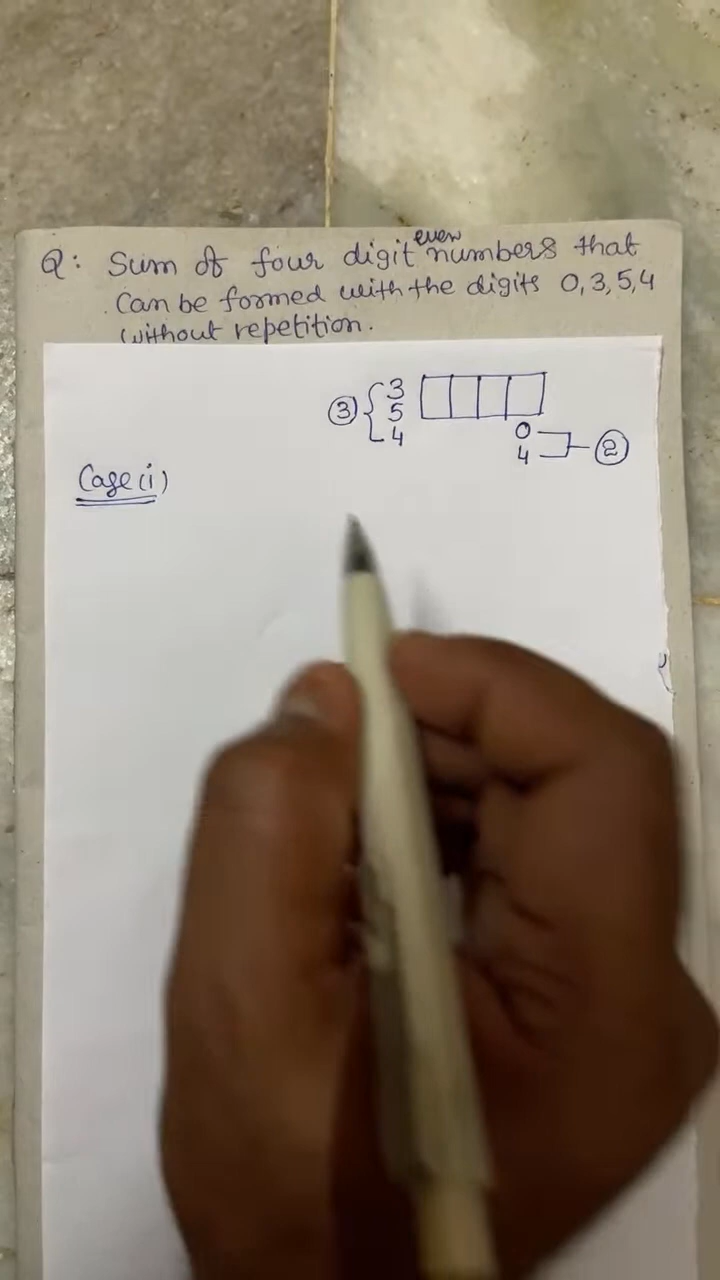 Q: Sum of four digit even numbers that
can be formed with the digits 0,3,5,4
without repetition.
3 { 3
5
4
0
4
2
Case(i)